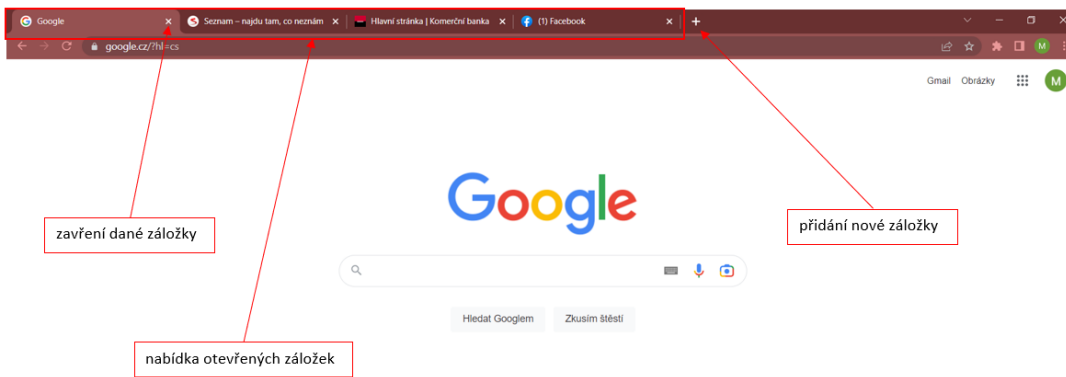 Google
Seznam – najdu tam, co neznám
Hlavní stránka | Komerční banka
(1) Facebook
google.cz/?hl=cs
M
Gmail Obrázky
M
Google
zavření dané záložky
přidání nové záložky
Hledat Googlem Zkusím štěstí
nabídka otevřených záložek